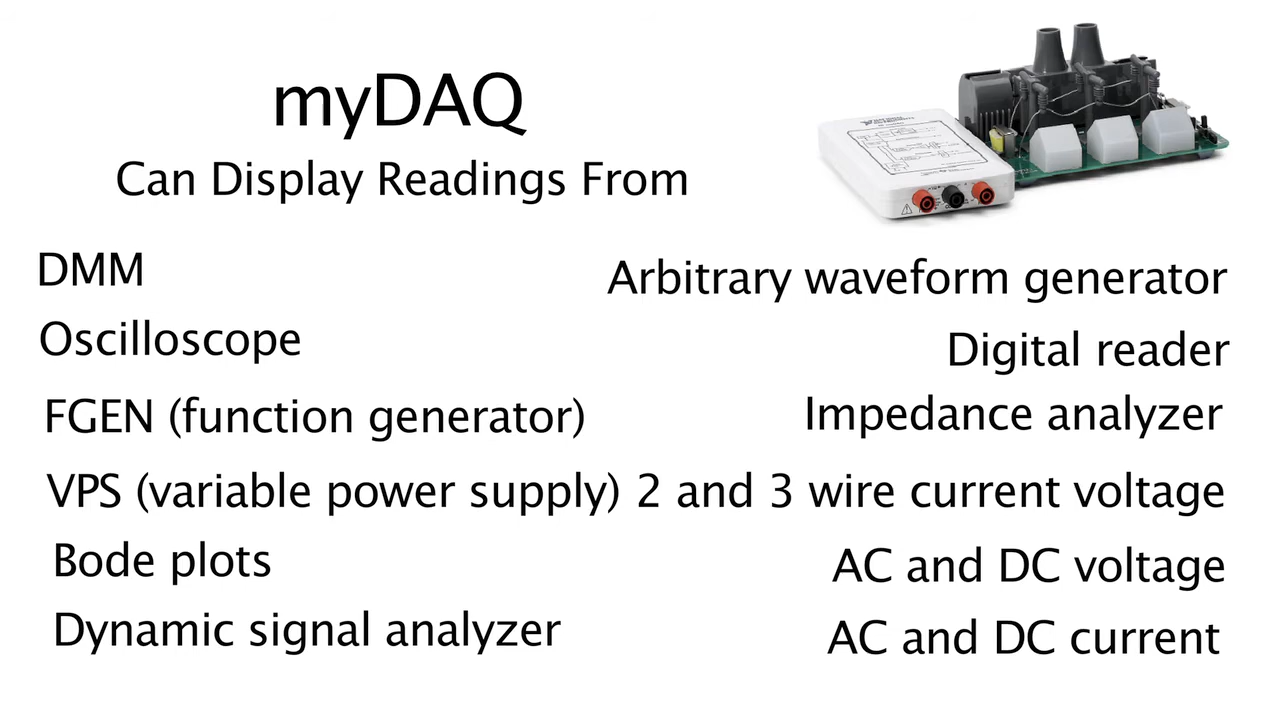 myDAQ
Can Display Readings From
DMM
Oscilloscope
FGEN (function generator)
VPS (variable power supply)
Bode plots
Dynamic signal analyzer
Arbitrary waveform generator
Digital reader
Impedance analyzer
2 and 3 wire current voltage
AC and DC voltage
AC and DC current